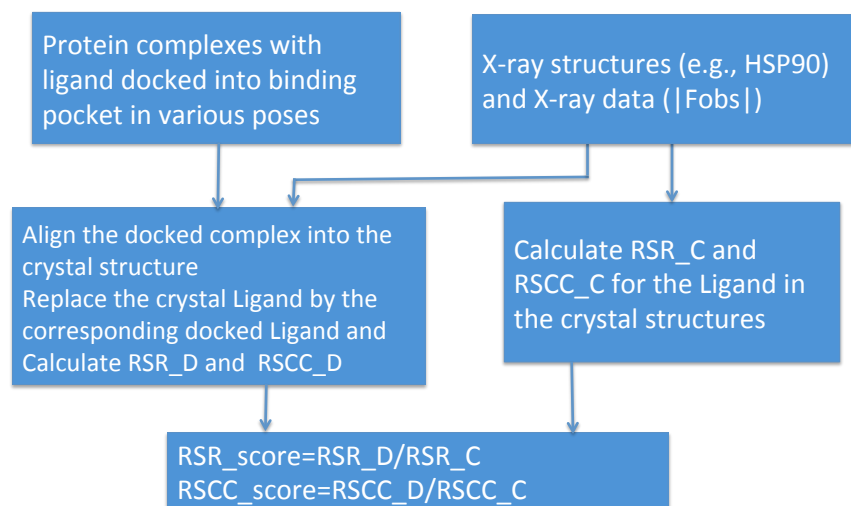 Protein complexes with
ligand docked into binding
pocket in various poses
X-ray structures (e.g., HSP90)
and X-ray data (|Fobs|)
Align the docked complex into the
crystal structure
Replace the crystal Ligand by the
corresponding docked Ligand and
Calculate RSR_D and RSCC_D
Calculate RSR_C and
RSCC_C for the Ligand in
the crystal structures
RSR_score=RSR_D/RSR_C
RSCC_score=RSCC_D/RSCC_C